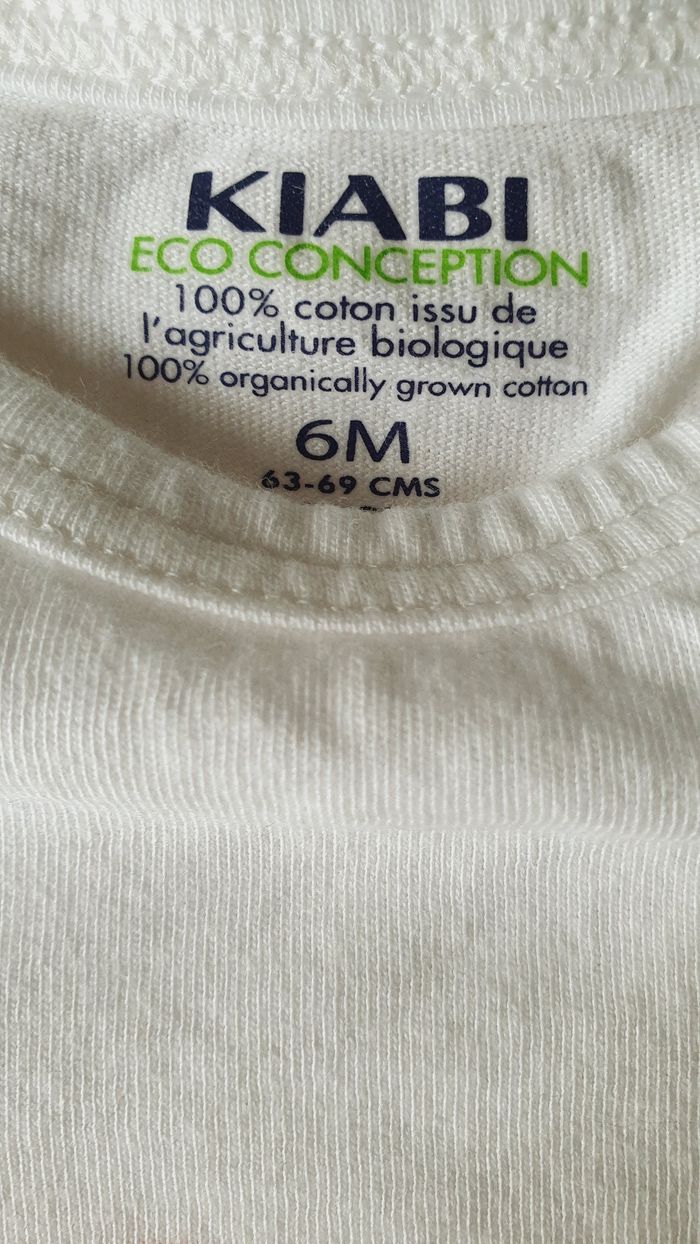 KIABI
ECO CONCEPTION
100% coton issu de
l'agriculture biologique
100% organically grown cotton
6M
63-69 CMS